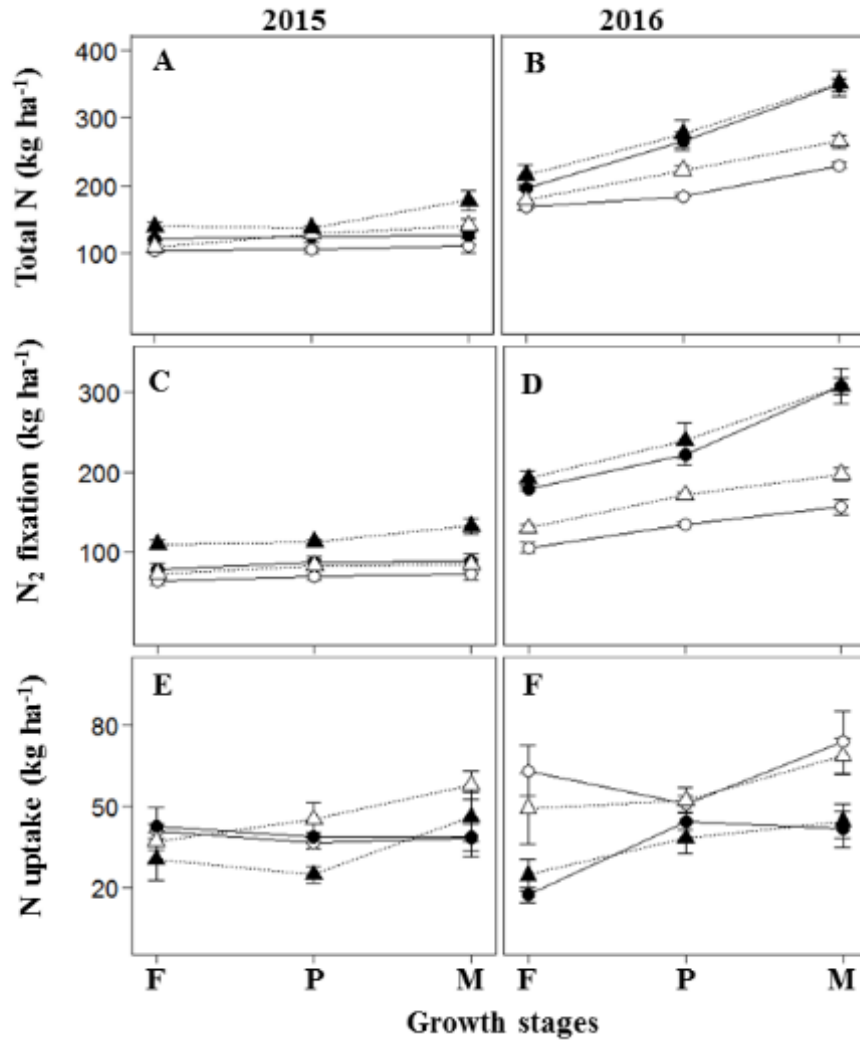 2015 2016
Total N (kg ha⁻¹)
400
300
200
100
A
B
N₂ fixation (kg ha⁻¹)
300
200
100
C
D
N uptake (kg ha⁻¹)
80
50
20
E
F
F P M F P M
Growth stages